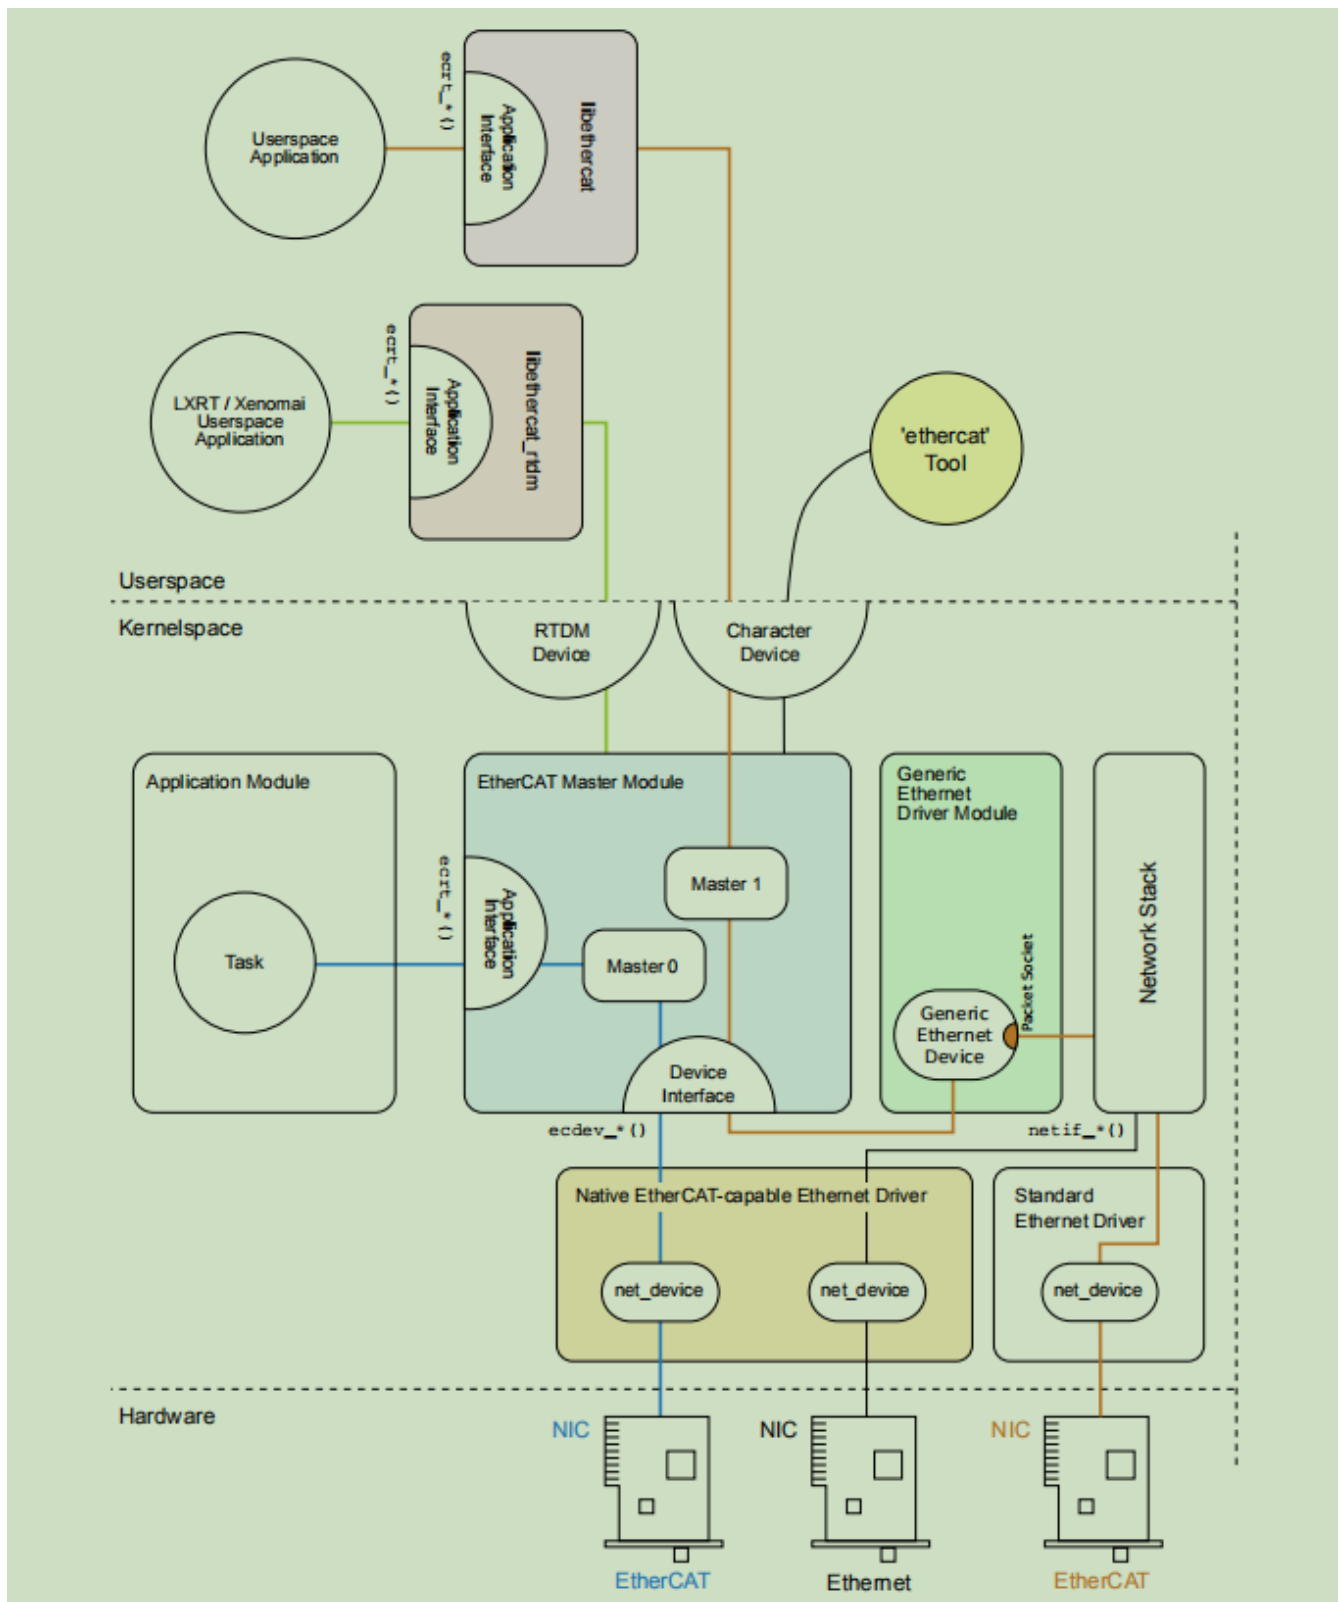 ecrt_*()
Application
Interface
libethercat
Userspace
Application
ecrt_*()
Application
Interface
libethercat_rtdm
LXRT / Xenomai
Userspace
Application
'ethercat'
Tool
Userspace
Kernelspace
RTDM
Device
Character
Device
Application Module
EtherCAT Master Module
Generic
Ethernet
Driver Module
Network Stack
ecrt_*()
Application
Interface
Master 1
Task
Master 0
Packet Socket
Generic
Ethernet
Device
Device
Interface
ecdev_*()
netif_*()
Native EtherCAT-capable Ethernet Driver
Standard
Ethernet Driver
net_device
net_device
net_device
Hardware
NIC
NIC
NIC
EtherCAT
Ethernet
EtherCAT